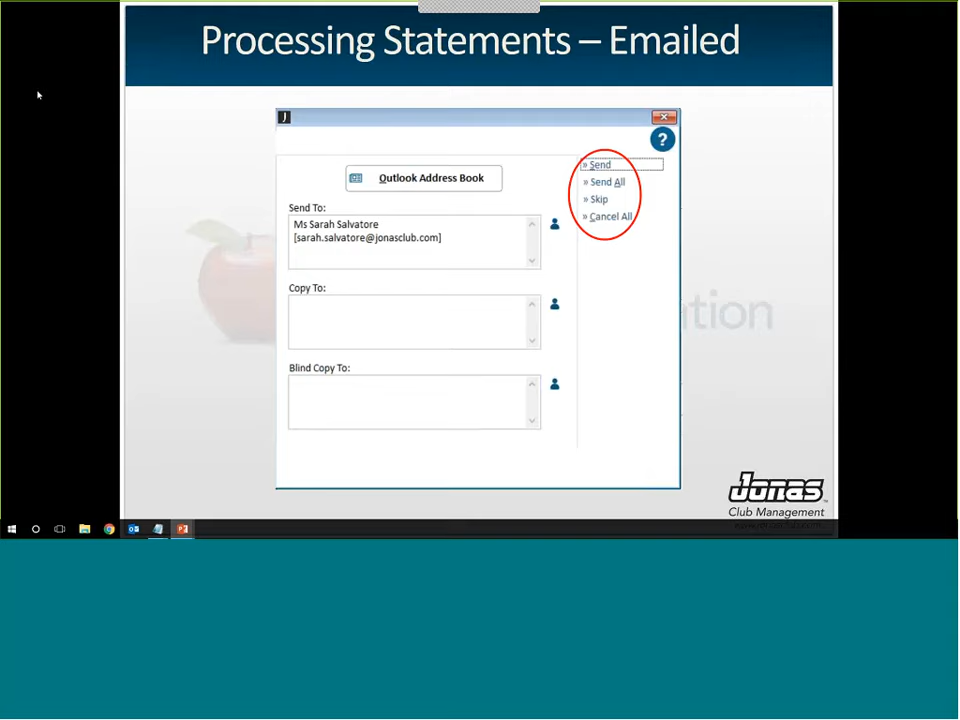 Processing Statements – Emailed
J
?
Outlook Address Book
» Send
» Send All
» Skip
» Cancel All
Send To:
Ms Sarah Salvatore
[sarah.salvatore@jonasclub.com]
Copy To:
Blind Copy To:
Jonas
Club Management